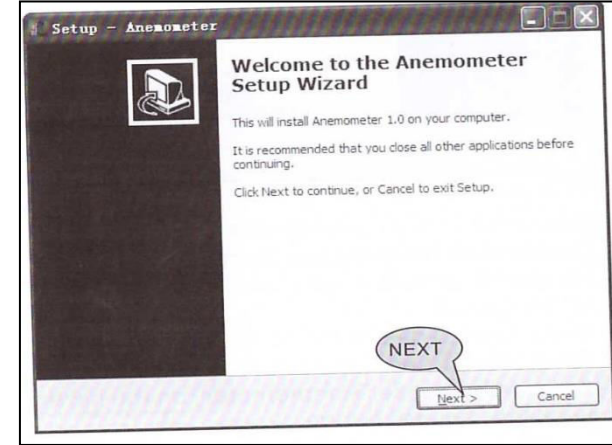 Setup - Anemometer
Welcome to the Anemometer
Setup Wizard
This will install Anemometer 1.0 on your computer.
It is recommended that you close all other applications before
continuing.
Click Next to continue, or Cancel to exit Setup.
NEXT
Next >
Cancel